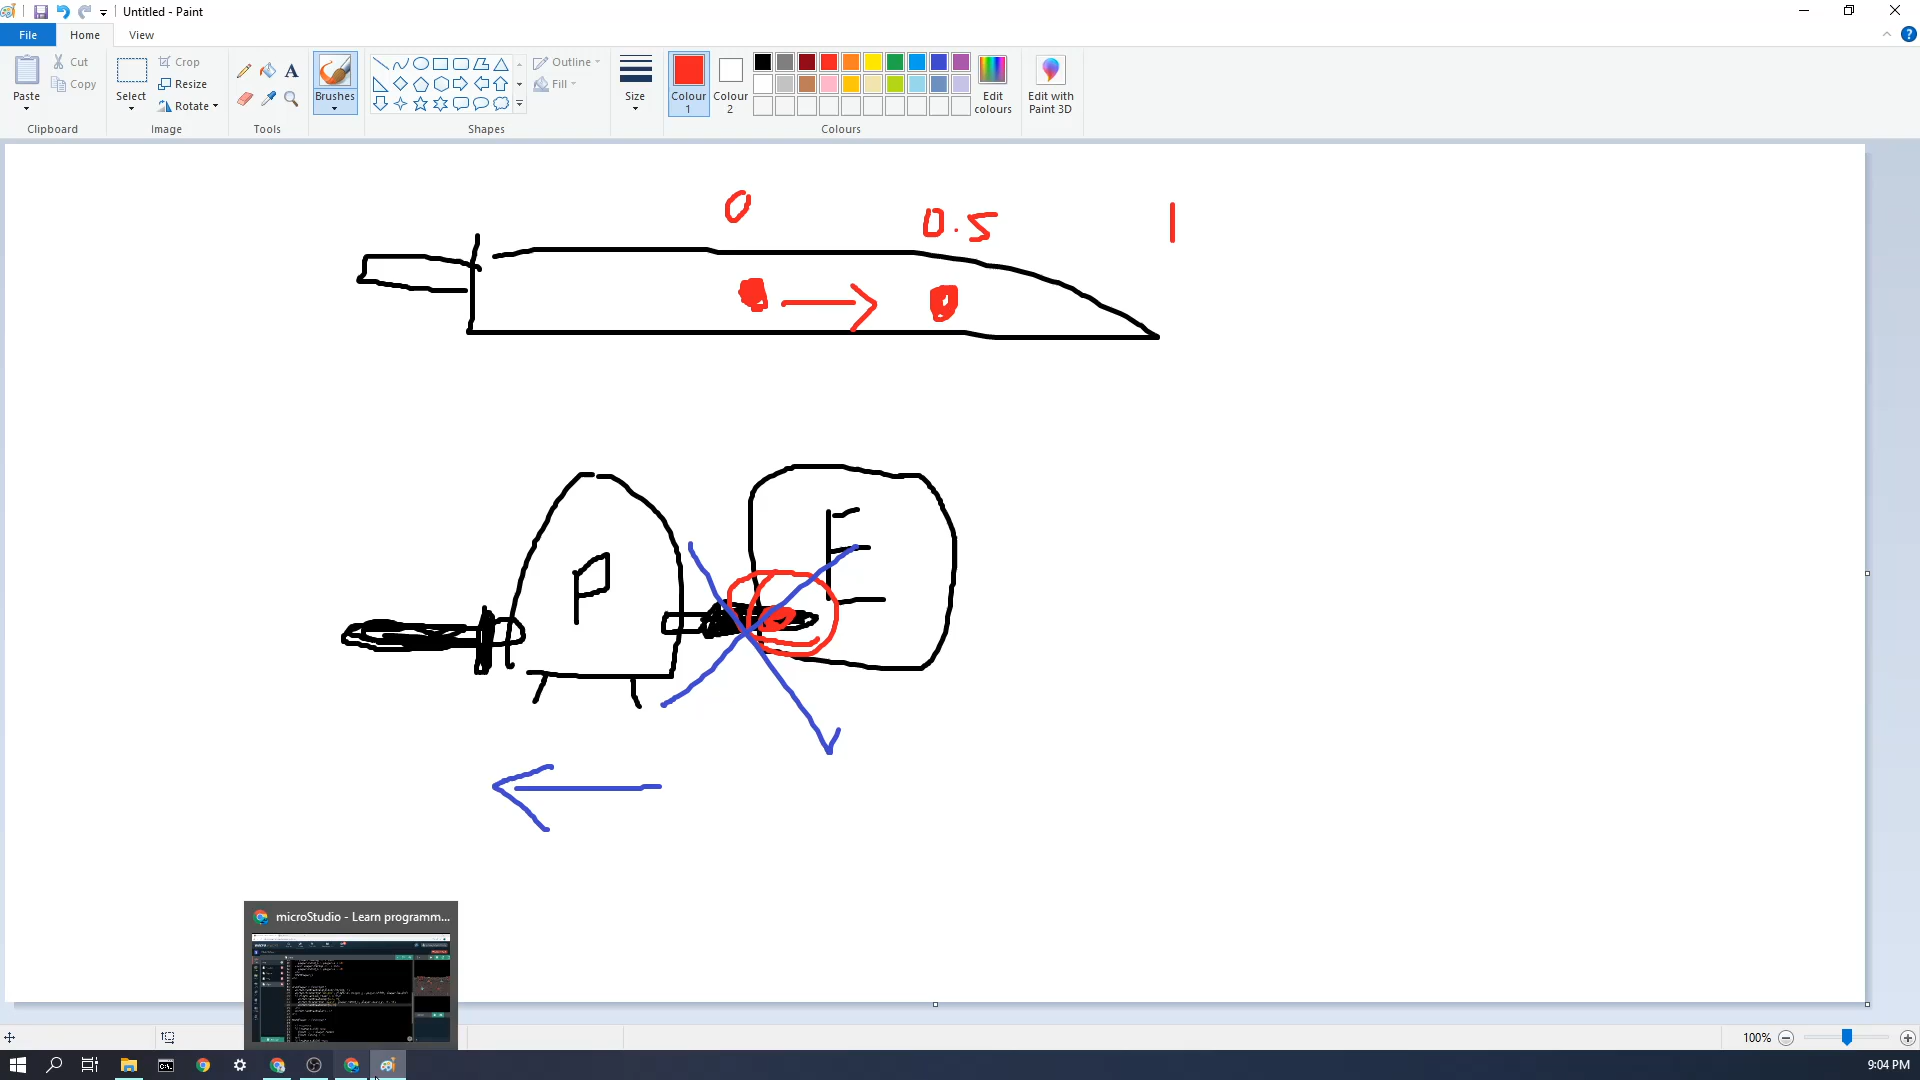 Untitled - Paint
File
Home
View
Paste
Cut
Copy
Clipboard
Select
Crop
Resize
Rotate
Image
Tools
Brushes
Shapes
Outline
Fill
Size
Colour 1
Colour 2
Colours
Edit colours
Edit with Paint 3D
0
0.5
1
P
E
microStudio - Learn programm...
100%
9:04 PM